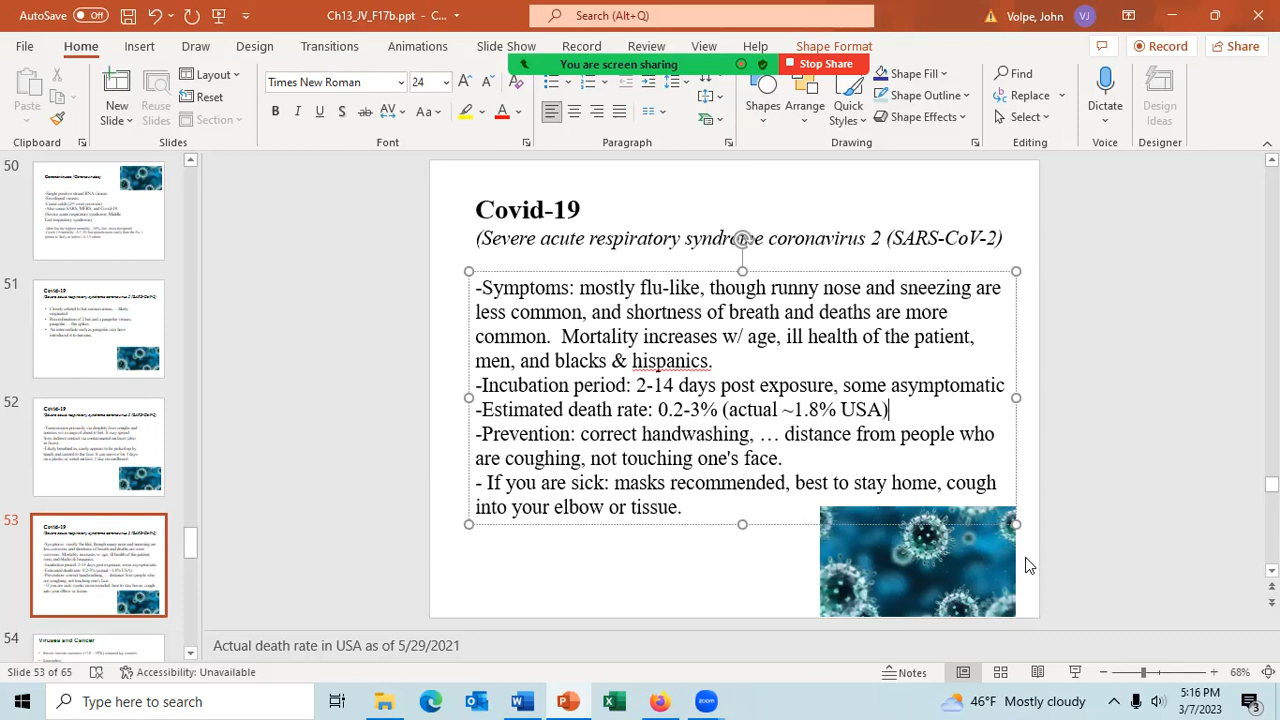 AutoSave Off Ch13_JV_F17b.ppt - C... Search (Alt+Q) Volpe, John VJ
File Home Insert Draw Design Transitions Animations Slide Show Record Review View Help Shape Format Record Share
You are screen sharing Stop Share
Paste New Slide Reuse Slides Layout Reset Section
Times New Roman 24
Shapes Arrange Quick Styles Shape Fill Shape Outline Shape Effects
Find Replace Select Dictate Design Ideas
Clipboard Slides Font Paragraph Drawing Editing Voice Designer
50
51
52
53
54
Covid-19
(Severe acute respiratory syndrome coronavirus 2 (SARS-CoV-2)
-Symptoms: mostly flu-like, though runny nose and sneezing are
less common, and shortness of breath and deaths are more
common. Mortality increases w/ age, ill health of the patient,
men, and blacks & hispanics.
-Incubation period: 2-14 days post exposure, some asymptomatic
-Estimated death rate: 0.2-3% (actual ~1.8% USA)
-Prevention: correct handwashing, distance from people who
are coughing, not touching one's face.
- If you are sick: masks recommended, best to stay home, cough
into your elbow or tissue.
Viruses and Cancer
Actual death rate in USA as of 5/29/2021
Slide 53 of 65 Accessibility: Unavailable Notes 68%
Type here to search 46°F Mostly cloudy 5:16 PM
3/7/2023 3